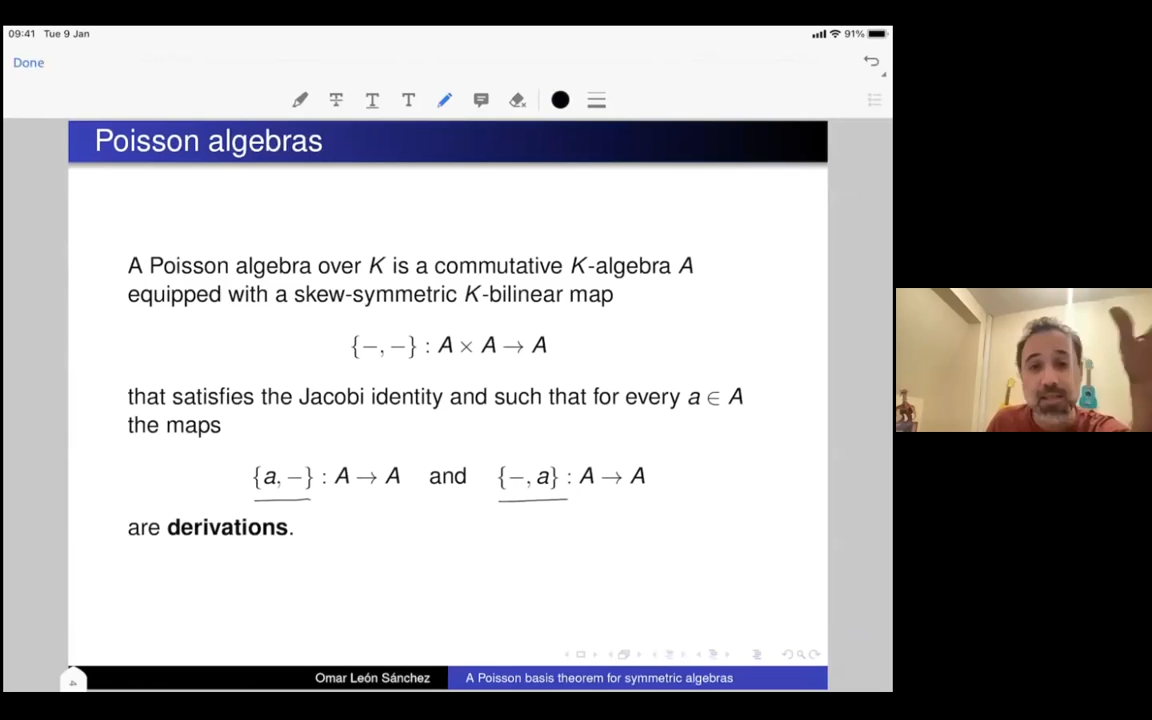 09:41 Tue 9 Jan
91%
Done
Poisson algebras
A Poisson algebra over K is a commutative K-algebra A
equipped with a skew-symmetric K-bilinear map
{−, −} : A × A → A
that satisfies the Jacobi identity and such that for every a ∈ A
the maps
{a, −} : A → A and {−, a} : A → A
are derivations.
Omar León Sánchez
A Poisson basis theorem for symmetric algebras